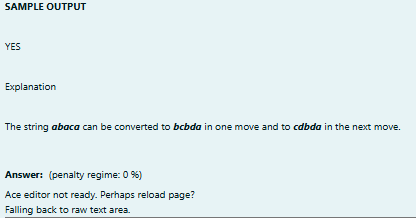 SAMPLE OUTPUT
YES
Explanation
The string abaca can be converted to bcbda in one move and to cdbda in the next move.
Answer: (penalty regime: 0 %)
Ace editor not ready. Perhaps reload page?
Falling back to raw text area.